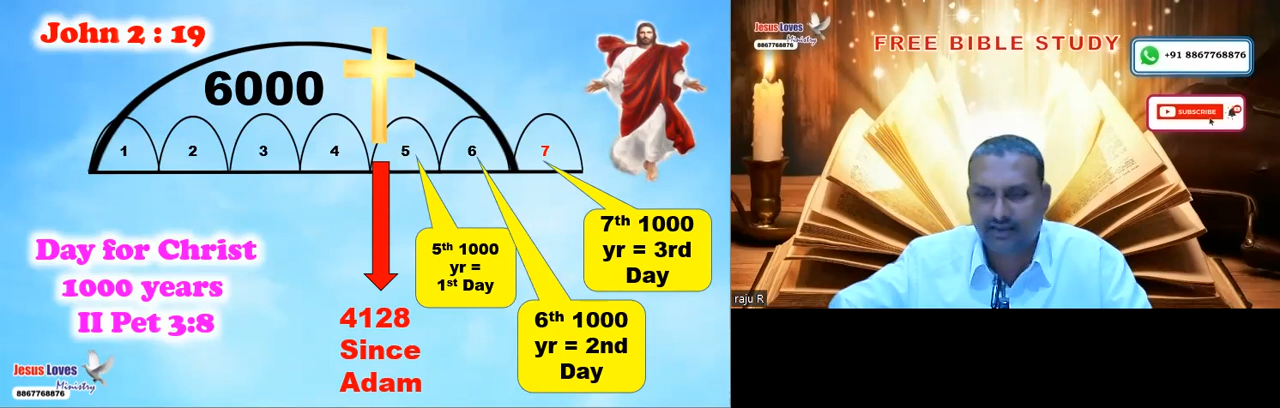 John 2 : 19
6000
1 2 3 4 5 6 7
Day for Christ
1000 years
II Pet 3:8
4128
Since
Adam
5th 1000
yr =
1st Day
6th 1000
yr = 2nd
Day
7th 1000
yr = 3rd
Day
Jesus Loves
Ministry
8867768876
Jesus Loves
Ministry
8867768876
FREE BIBLE STUDY
+91 8867768876
SUBSCRIBE
raju R